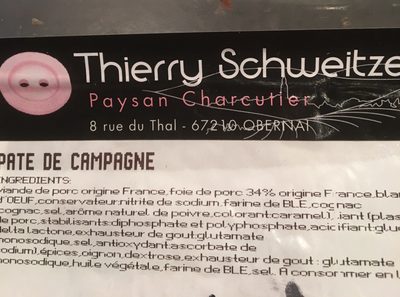 Thierry Schweitze
Paysan Charcutier
8 rue du Thal - 67210 OBERNAI
PATE DE CAMPAGNE
INGREDIENTS:
viande de porc origine France, foie de porc 34% origine France, blan
d'OEUF, conservateur: nitrite de sodium, farine de BLE, cognac
cognac, sel, arôme naturel de poivre, colorant: caramel), liant (plas
de porc, stabilisants: diphosphate et polyphosphate, acidifiant: gluc
delta lactone, exhausteur de gout: glutamate
monosodique, sel, antioxydant: ascorbate de
sodium), épices, oignon, dextrose, exhausteur de gout : glutamate
monosodique, huile végétale, farine de BLE, sel. A consommer en l